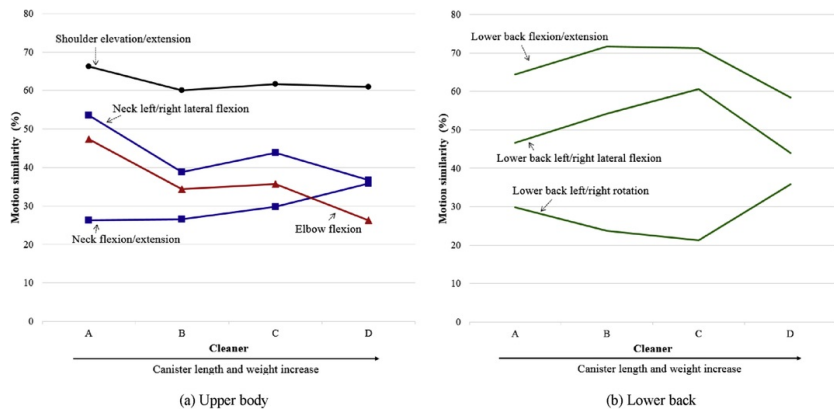 80
70
60
50
40
30
20
10
0
Motion similarity (%)
Shoulder elevation/extension
Neck left/right lateral flexion
Neck flexion/extension
Elbow flexion
A B C D
Cleaner
Canister length and weight increase
(a) Upper body
80
70
60
50
40
30
20
10
0
Motion similarity (%)
Lower back flexion/extension
Lower back left/right lateral flexion
Lower back left/right rotation
A B C D
Cleaner
Canister length and weight increase
(b) Lower back